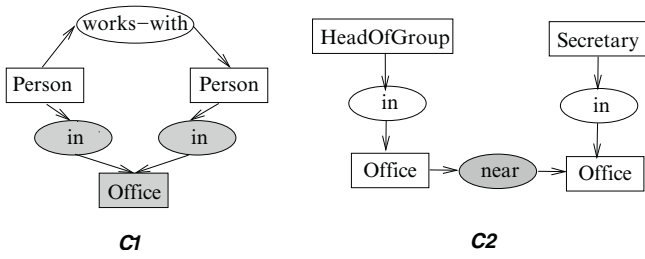 works-with
Person
Person
in
in
Office
C1
HeadOfGroup
Secretary
in
in
Office
near
Office
C2